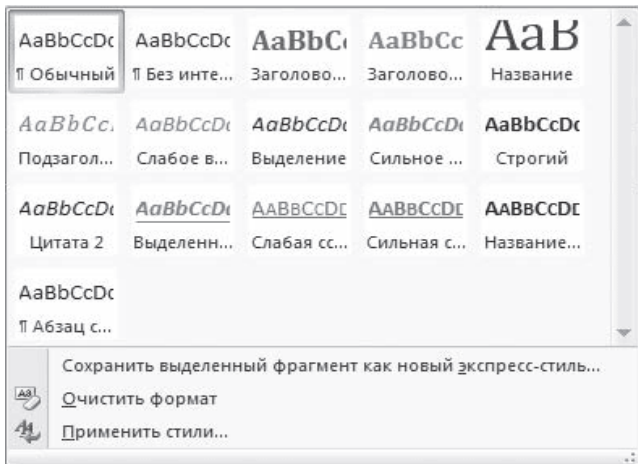 AaBbCcDc AaBbCcDc AaBbC AaBbCc AaB
¶ Обычный ¶ Без инте... Заголово... Заголово... Название
AaBbCc AaBbCcDc AaBbCcDc AaBbCcDc AaBbCcDc
Подзагол... Слабое в... Выделение Сильное ... Строгий
AaBbCcDc AaBbCcDc AaBbCcDd AaBbCcDd AaBbCcDd
Цитата 2 Выделенн... Слабая сс... Сильная с... Название...
AaBbCcDc
¶ Абзац с...
Сохранить выделенный фрагмент как новый экспресс-стиль...
Очистить формат
Применить стили...